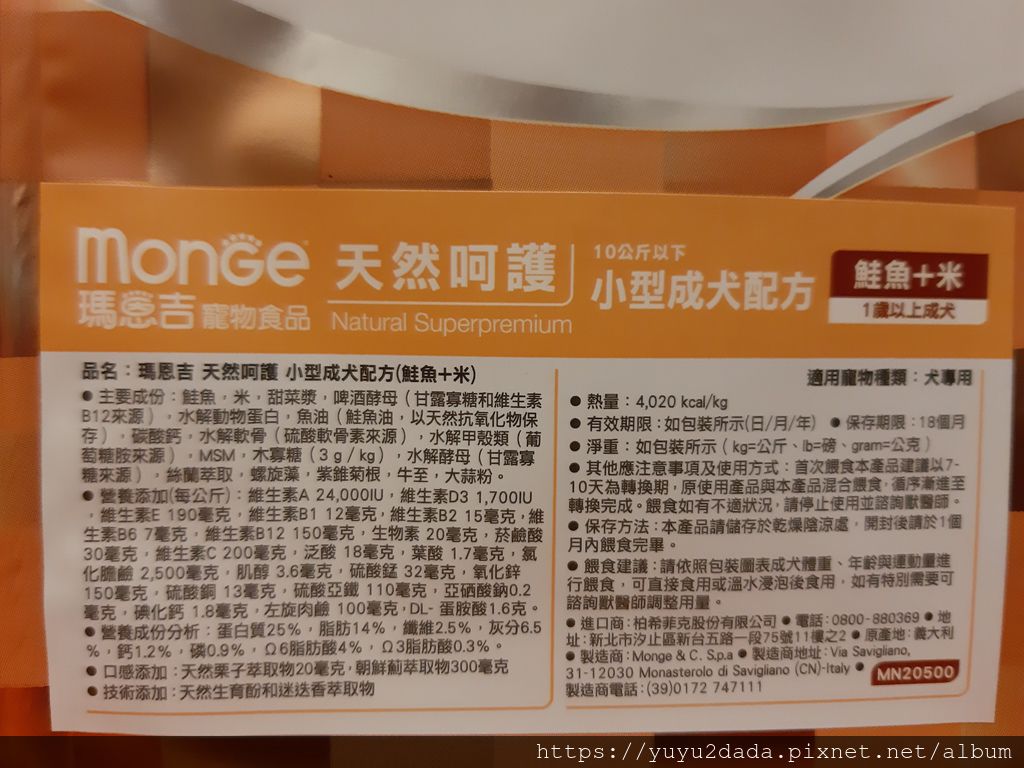 monge
瑪恩吉 寵物食品
天然呵護
Natural Superpremium
10公斤以下
小型成犬配方
鮭魚+米
1歲以上成犬
品名：瑪恩吉 天然呵護 小型成犬配方(鮭魚+米)
●主要成份：鮭魚，米，甜菜漿，啤酒酵母（甘露寡糖和維生素
B12來源），水解動物蛋白，魚油（鮭魚油，以天然抗氧化物保
存），碳酸鈣，水解軟骨（硫酸軟骨素來源），水解甲殼類（葡
萄糖胺來源），MSM，木寡糖（3g/kg），水解酵母（甘露寡
糖來源），絲蘭萃取，螺旋藻，紫錐菊根，牛至，大蒜粉。
●營養添加(每公斤)：維生素A 24,000IU，維生素D3 1,700IU
，維生素E 190毫克，維生素B1 12毫克，維生素B2 15毫克，維
生素B6 7毫克，維生素B12 150毫克，生物素 20毫克，菸鹼酸
30毫克，維生素C 200毫克，泛酸 18毫克，葉酸 1.7毫克，氯
化膽鹼 2,500毫克，肌醇 3.6毫克，硫酸錳 32毫克，氧化鋅
150毫克，硫酸銅 13毫克，硫酸亞鐵 110毫克，亞硒酸鈉0.2
毫克，碘化鈣 1.8毫克，左旋肉鹼 100毫克，DL- 蛋胺酸1.6克。
●營養成份分析：蛋白質25%，脂肪14%，纖維2.5%，灰分6.5
%，鈣1.2%，磷0.9%，Ω6脂肪酸4%，Ω3脂肪酸0.3%。
●口感添加：天然栗子萃取物20毫克，朝鮮薊萃取物300毫克
●技術添加：天然生育酚和迷迭香萃取物
適用寵物種類：犬專用
●熱量：4,020 kcal/kg
●有效期限：如包裝所示(日/月/年) ●保存期限：18個月
●淨重：如包裝所示（kg=公斤、lb=磅、gram=公克）
●其他應注意事項及使用方式：首次餵食本產品建議以7-
10天為轉換期，原使用產品與本產品混合餵食，循序漸進至
轉換完成。餵食如有不適狀況，請停止使用並諮詢獸醫師。
●保存方法：本產品請儲存於乾燥陰涼處，開封後請於1個
月內餵食完畢。
●餵食建議：請依照包裝圖表成犬體重、年齡與運動量進
行餵食，可直接食用或溫水浸泡後食用，如有特別需要可
諮詢獸醫師調整用量。
●進口商：柏希菲克股份有限公司 ●電話：0800-880369 ●地
址：新北市汐止區新台五路一段75號11樓之2 ●原產地：義大利
●製造商：Monge & C. S.p.a ●製造商地址：Via Savigliano,
31-12030 Monasterolo di Savigliano (CN)-Italy ●
製造商電話：(39)0172 747111
MN20500
https://yuyu2dada.pixnet.net/album